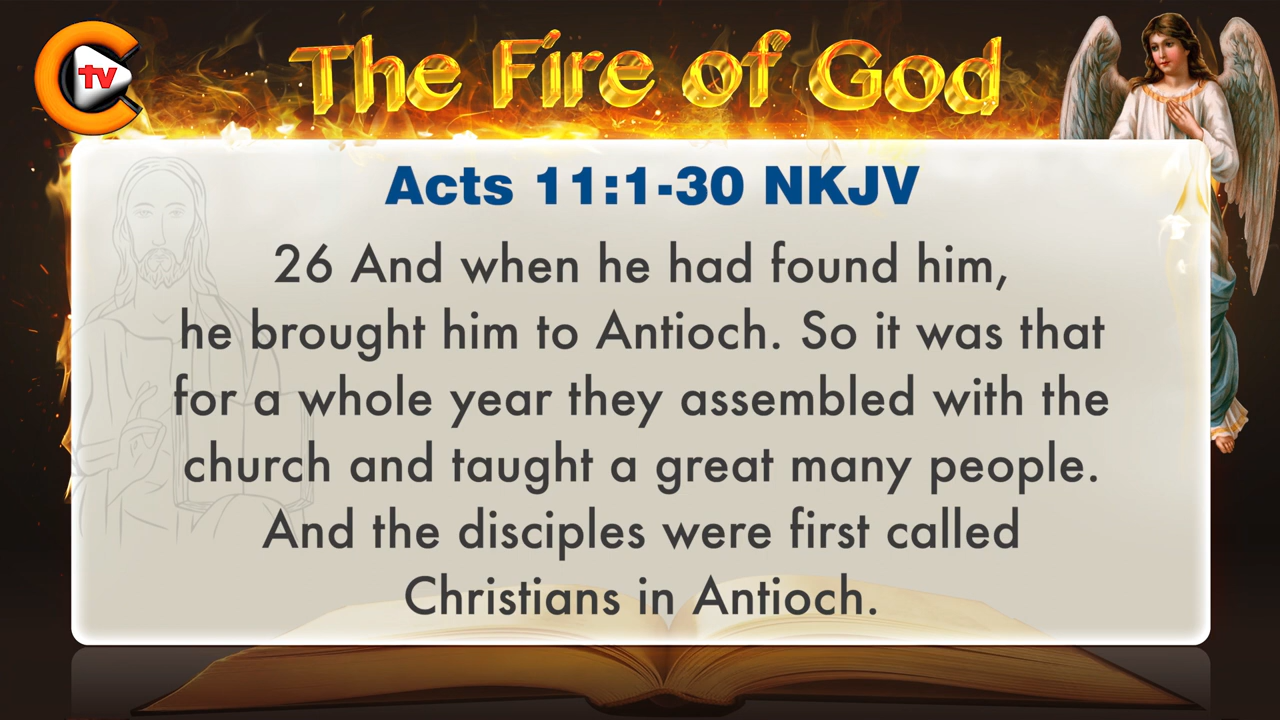 tv
The Fire of God
Acts 11:1-30 NKJV
26 And when he had found him,
he brought him to Antioch. So it was that
for a whole year they assembled with the
church and taught a great many people.
And the disciples were first called
Christians in Antioch.